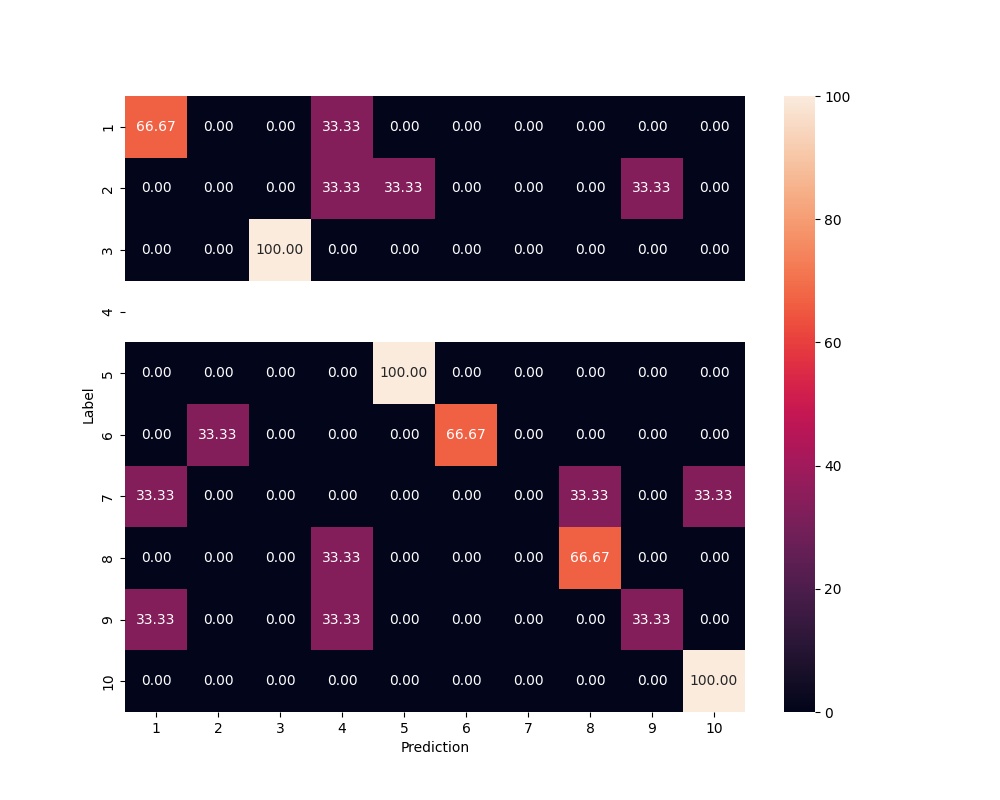 1 66.67 0.00 0.00 33.33 0.00 0.00 0.00 0.00 0.00 0.00
2 0.00 0.00 0.00 33.33 33.33 0.00 0.00 0.00 33.33 0.00
3 0.00 0.00 100.00 0.00 0.00 0.00 0.00 0.00 0.00 0.00
4
5 0.00 0.00 0.00 0.00 100.00 0.00 0.00 0.00 0.00 0.00
6 0.00 33.33 0.00 0.00 0.00 66.67 0.00 0.00 0.00 0.00
7 33.33 0.00 0.00 0.00 0.00 0.00 0.00 33.33 0.00 33.33
8 0.00 0.00 0.00 33.33 0.00 0.00 0.00 66.67 0.00 0.00
9 33.33 0.00 0.00 33.33 0.00 0.00 0.00 0.00 33.33 0.00
10 0.00 0.00 0.00 0.00 0.00 0.00 0.00 0.00 0.00 100.00
1 2 3 4 5 6 7 8 9 10
Prediction
Label
100
80
60
40
20
0